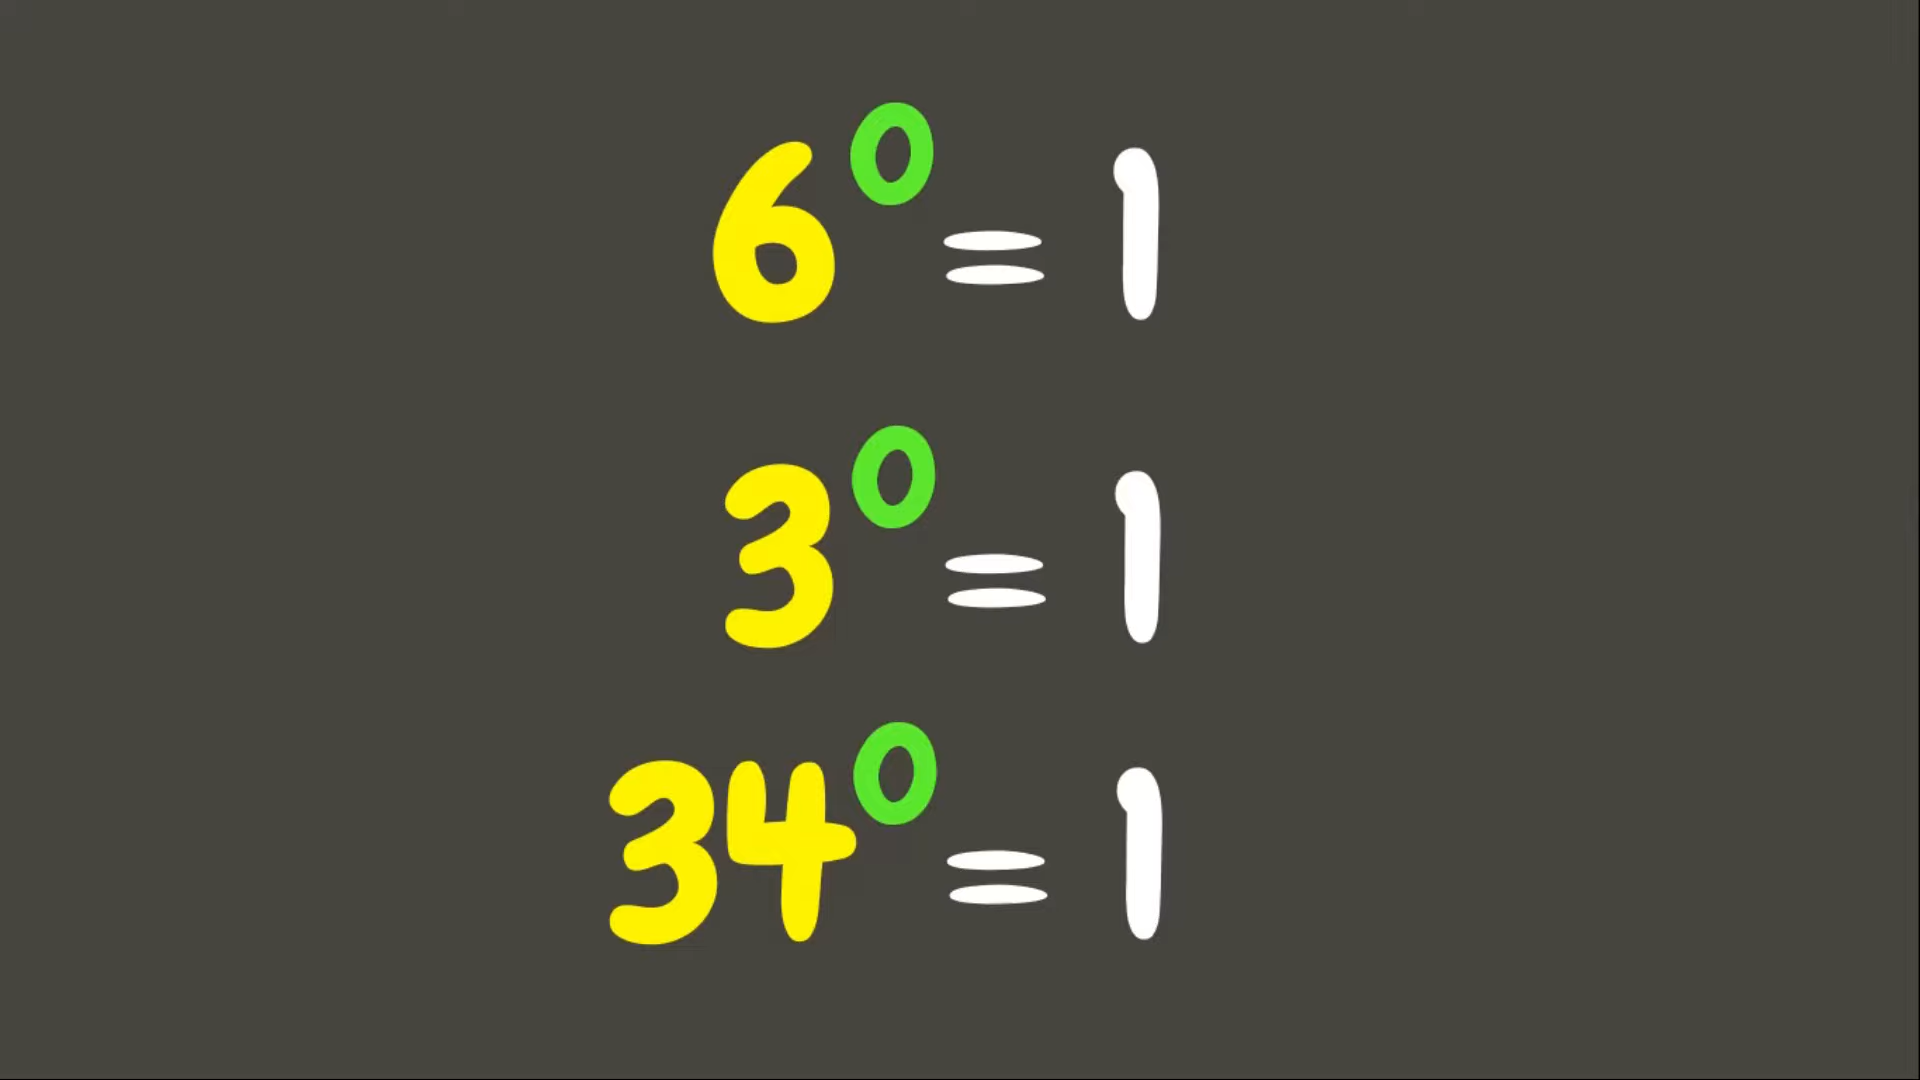 6⁰ = 1
3⁰ = 1
34⁰ = 1